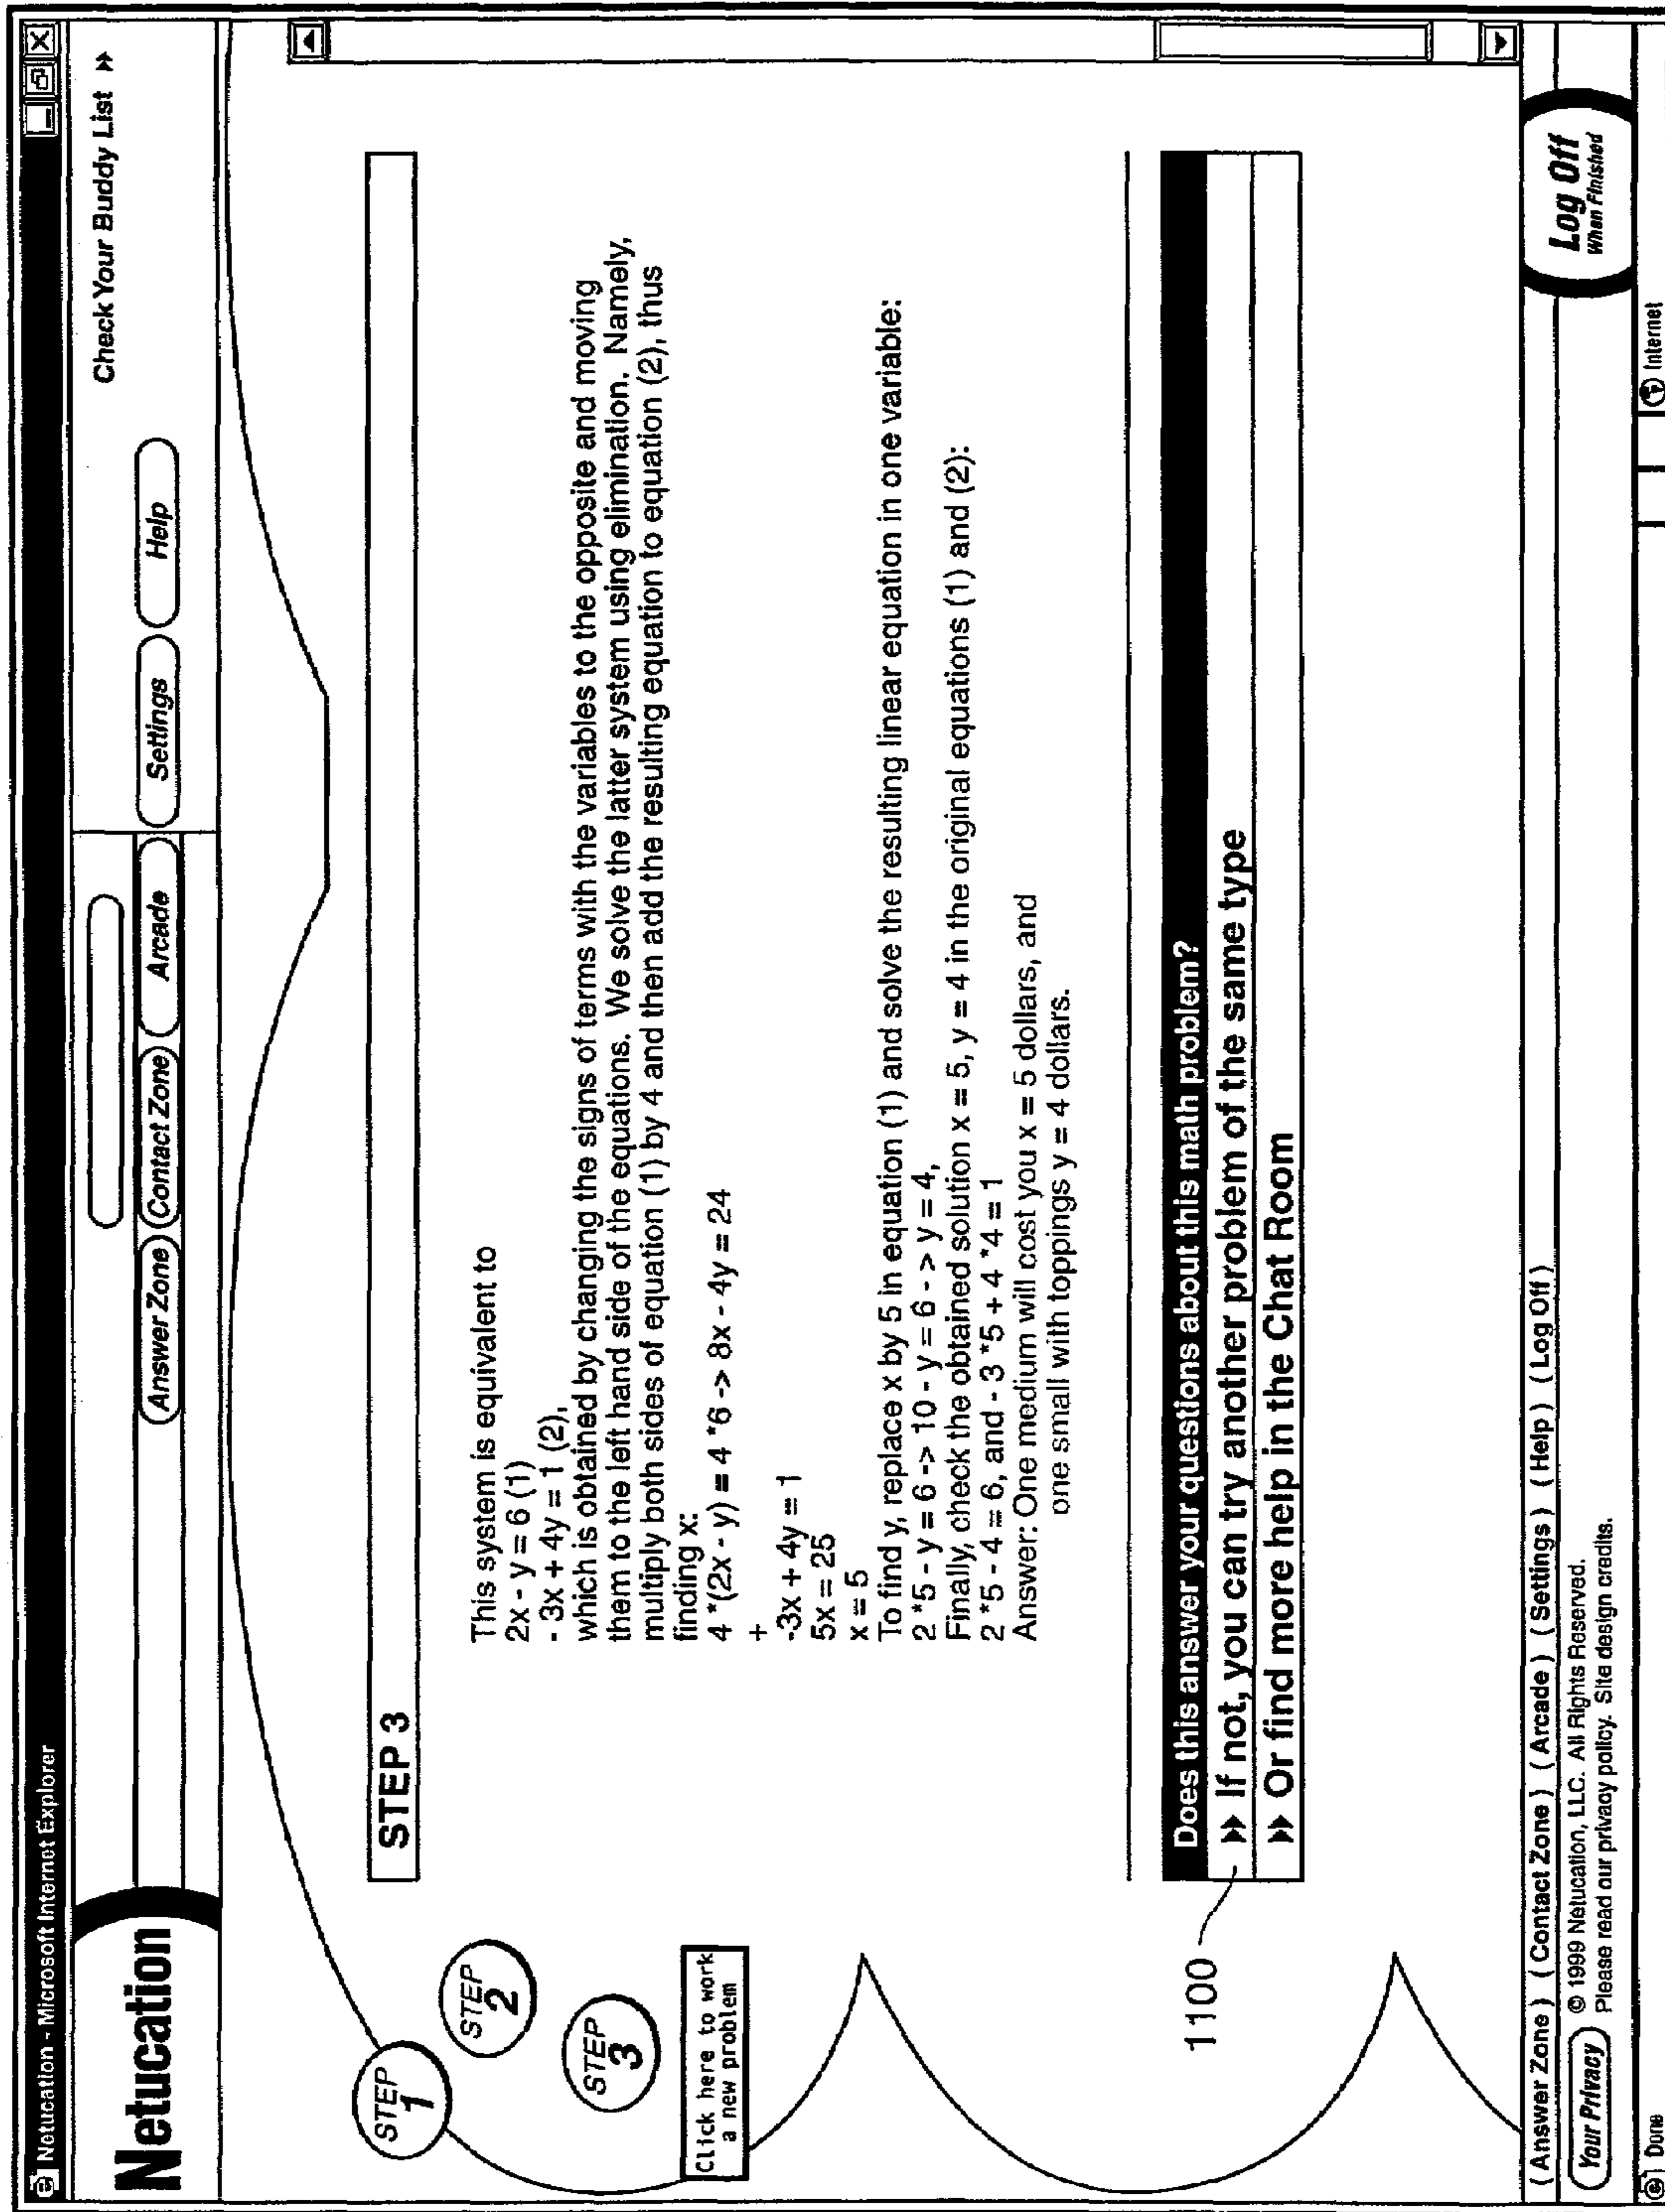 Netucation - Microsoft Internet Explorer
Netucation
Answer Zone Contact Zone Arcade Settings Help
Check Your Buddy List »
STEP 1
STEP 2
STEP 3
Click here to work
a new problem
STEP 3
This system is equivalent to
2x - y = 6 (1)
- 3x + 4y = 1 (2),
which is obtained by changing the signs of terms with the variables to the opposite and moving
them to the left hand side of the equations. We solve the latter system using elimination. Namely,
multiply both sides of equation (1) by 4 and then add the resulting equation to equation (2), thus
finding x:
4 *(2x - y) = 4 *6 -> 8x - 4y = 24
+
-3x + 4y = 1
5x = 25
x = 5
To find y, replace x by 5 in equation (1) and solve the resulting linear equation in one variable:
2 *5 - y = 6 -> 10 - y = 6 - > y = 4,
Finally, check the obtained solution x = 5, y = 4 in the original equations (1) and (2):
2 *5 - 4 = 6, and - 3 *5 + 4 *4 = 1
Answer: One medium will cost you x = 5 dollars, and
one small with toppings y = 4 dollars.
Does this answer your questions about this math problem?
1100
If not, you can try another problem of the same type
Or find more help in the Chat Room
( Answer Zone ) ( Contact Zone ) ( Arcade ) ( Settings ) ( Help ) ( Log Off )
Your Privacy
© 1999 Netucation, LLC. All Rights Reserved.
Please read our privacy policy. Site design credits.
Log Off
When Finished
Done
Internet